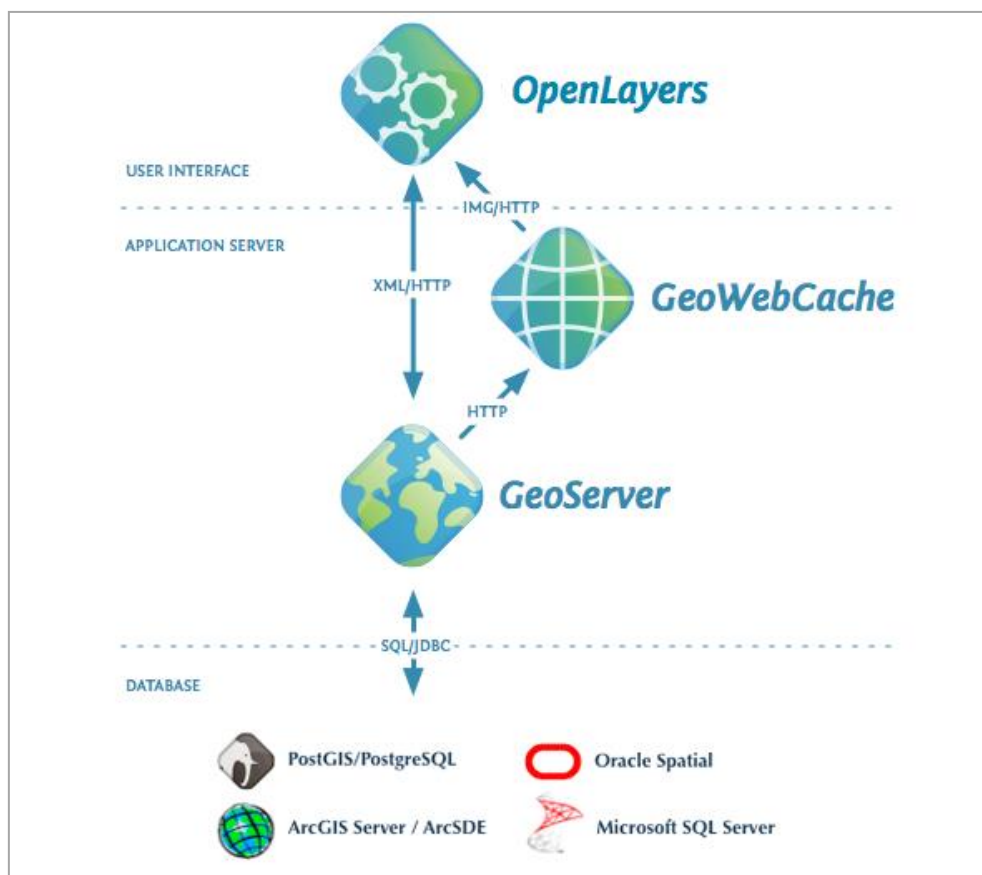 OpenLayers
USER INTERFACE
IMG/HTTP
APPLICATION SERVER
XML/HTTP
GeoWebCache
HTTP
GeoServer
SQL/JDBC
DATABASE
PostGIS/PostgreSQL
Oracle Spatial
ArcGIS Server / ArcSDE
Microsoft SQL Server